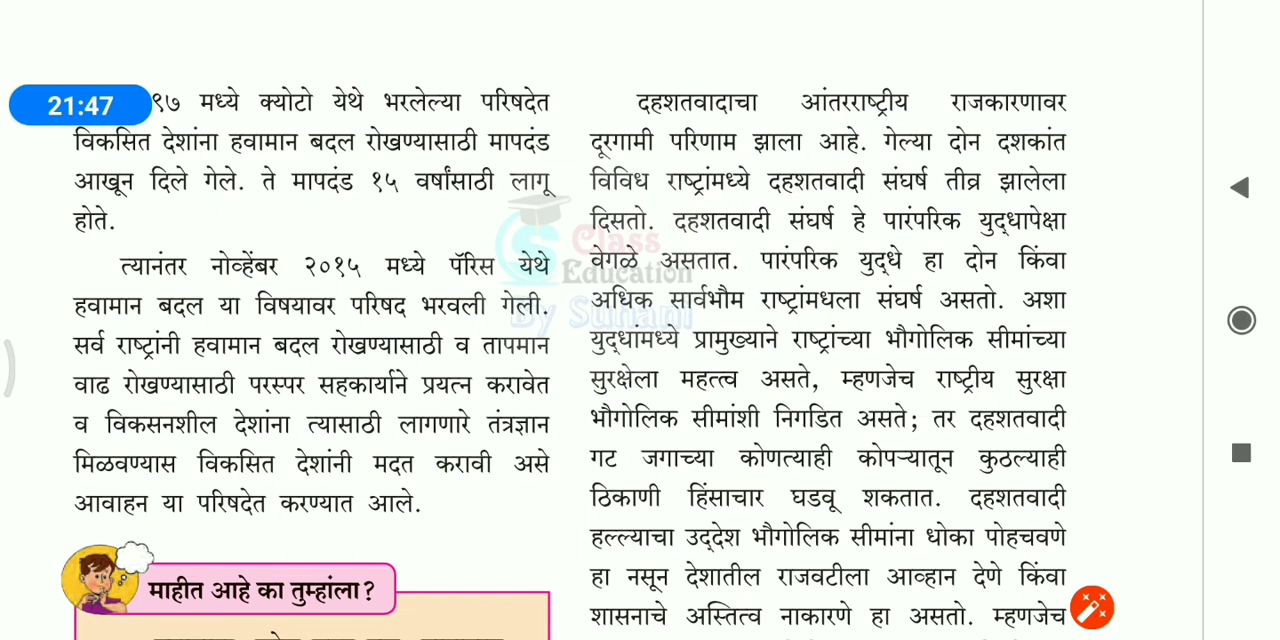 21:47
९७ मध्ये क्योटो येथे भरलेल्या परिषदेत
विकसित देशांना हवामान बदल रोखण्यासाठी मापदंड
आखून दिले गेले. ते मापदंड १५ वर्षांसाठी लागू
होते.
त्यानंतर नोव्हेंबर २०१५ मध्ये पॅरिस येथे
हवामान बदल या विषयावर परिषद भरवली गेली.
सर्व राष्ट्रांनी हवामान बदल रोखण्यासाठी व तापमान
वाढ रोखण्यासाठी परस्पर सहकार्याने प्रयत्न करावेत
व विकसनशील देशांना त्यासाठी लागणारे तंत्रज्ञान
मिळवण्यास विकसित देशांनी मदत करावी असे
आवाहन या परिषदेत करण्यात आले.
माहीत आहे का तुम्हांला ?
दहशतवादाचा आंतरराष्ट्रीय राजकारणावर
दूरगामी परिणाम झाला आहे. गेल्या दोन दशकांत
विविध राष्ट्रांमध्ये दहशतवादी संघर्ष तीव्र झालेला
दिसतो. दहशतवादी संघर्ष हे पारंपरिक युद्धापेक्षा
वेगळे असतात. पारंपरिक युद्धे हा दोन किंवा
अधिक सार्वभौम राष्ट्रांमधला संघर्ष असतो. अशा
युद्धांमध्ये प्रामुख्याने राष्ट्रांच्या भौगोलिक सीमांच्या
सुरक्षेला महत्त्व असते, म्हणजेच राष्ट्रीय सुरक्षा
भौगोलिक सीमांशी निगडित असते; तर दहशतवादी
गट जगाच्या कोणत्याही कोपऱ्यातून कुठल्याही
ठिकाणी हिंसाचार घडवू शकतात. दहशतवादी
हल्ल्याचा उद्देश भौगोलिक सीमांना धोका पोहचवणे
हा नसून देशातील राजवटीला आव्हान देणे किंवा
शासनाचे अस्तित्व नाकारणे हा असतो. म्हणजेच
Class
Education
By Suhani